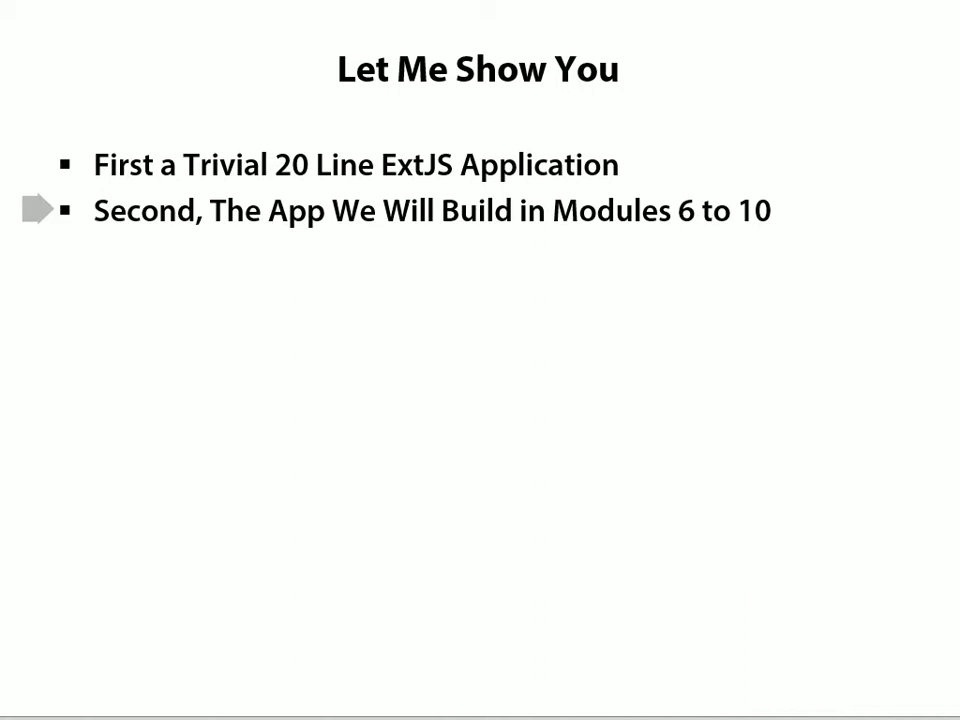 Let Me Show You
▪ First a Trivial 20 Line ExtJS Application
▪ Second, The App We Will Build in Modules 6 to 10